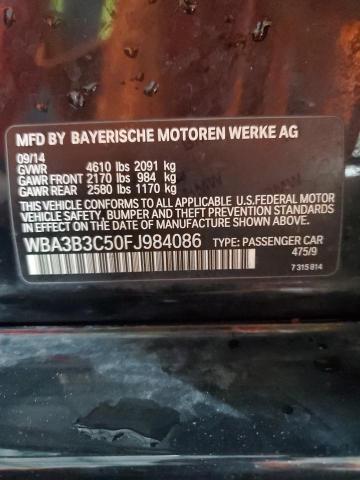 MFD BY BAYERISCHE MOTOREN WERKE AG
09/14
GVWR 4610 lbs 2091 kg
GAWR FRONT 2170 lbs 984 kg
GAWR REAR 2580 lbs 1170 kg
THIS VEHICLE CONFORMS TO ALL APPLICABLE U.S.FEDERAL MOTOR
VEHICLE SAFETY, BUMPER, AND THEFT PREVENTION STANDARDS
IN EFFECT ON THE DATE OF MANUFACTURE SHOWN ABOVE.
WBA3B3C50FJ984086 TYPE: PASSENGER CAR
475/9
7 315 814